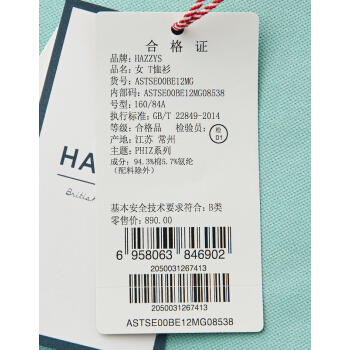 合格证
品牌: HAZZYS
品名: 女 T恤衫
货号: ASTSE00BE12MG
内部码: ASTSE00BE12MG08538
号型: 160/84A
执行标准: GB/T 22849-2014
等级: 合格品 检验员: 检 01
产地: 江苏 常州
主题: PHIZ系列
成分: 94.3%棉5.7%氨纶
(配料除外)
基本安全技术要求符合: B类
零售价: 890.00
6 958063 846902
2050031267413
2050031267413
ASTSE00BE12MG08538
HA
British